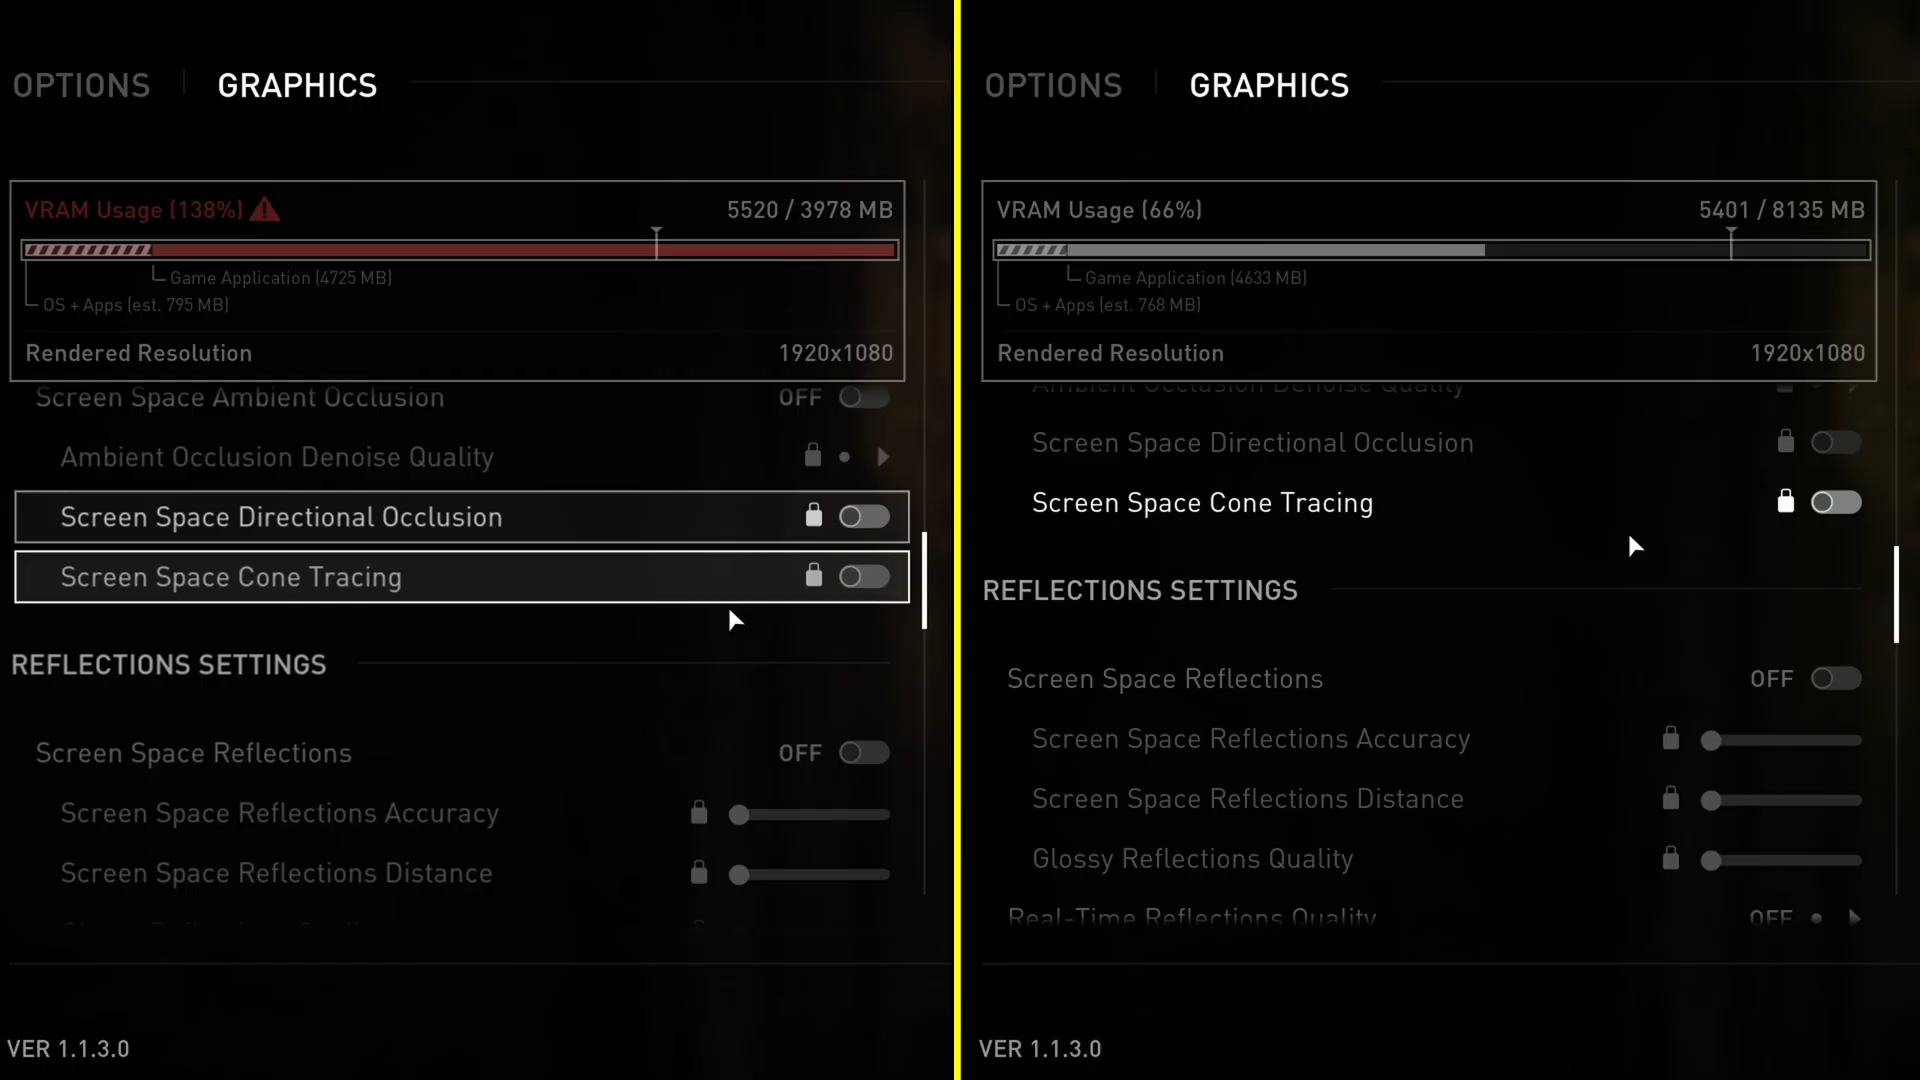 OPTIONS GRAPHICS
VRAM Usage (138%) 5520 / 3978 MB
Game Application (4725 MB)
OS + Apps (est. 795 MB)
Rendered Resolution 1920x1080
Screen Space Ambient Occlusion OFF
Ambient Occlusion Denoise Quality
Screen Space Directional Occlusion
Screen Space Cone Tracing
REFLECTIONS SETTINGS
Screen Space Reflections OFF
Screen Space Reflections Accuracy
Screen Space Reflections Distance
VER 1.1.3.0
OPTIONS GRAPHICS
VRAM Usage (66%) 5401 / 8135 MB
Game Application (4633 MB)
OS + Apps (est. 768 MB)
Rendered Resolution 1920x1080
Ambient Occlusion Denoise Quality
Screen Space Directional Occlusion
Screen Space Cone Tracing
REFLECTIONS SETTINGS
Screen Space Reflections OFF
Screen Space Reflections Accuracy
Screen Space Reflections Distance
Glossy Reflections Quality
Real-Time Reflections Quality OFF
VER 1.1.3.0